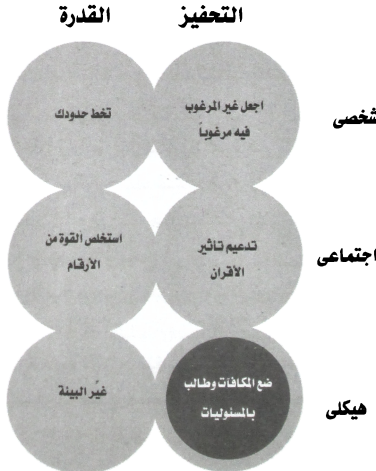 التحفيز
القدرة
شخصى
اجعل غير المرغوب
فيه مرغوباً
تخط حدودك
اجتماعى
تدعيم تأثير
الأقران
استخلص القوة من
الأرقام
هيكلى
ضع المكافآت وطالب
بالمسئوليات
غيِّر البيئة